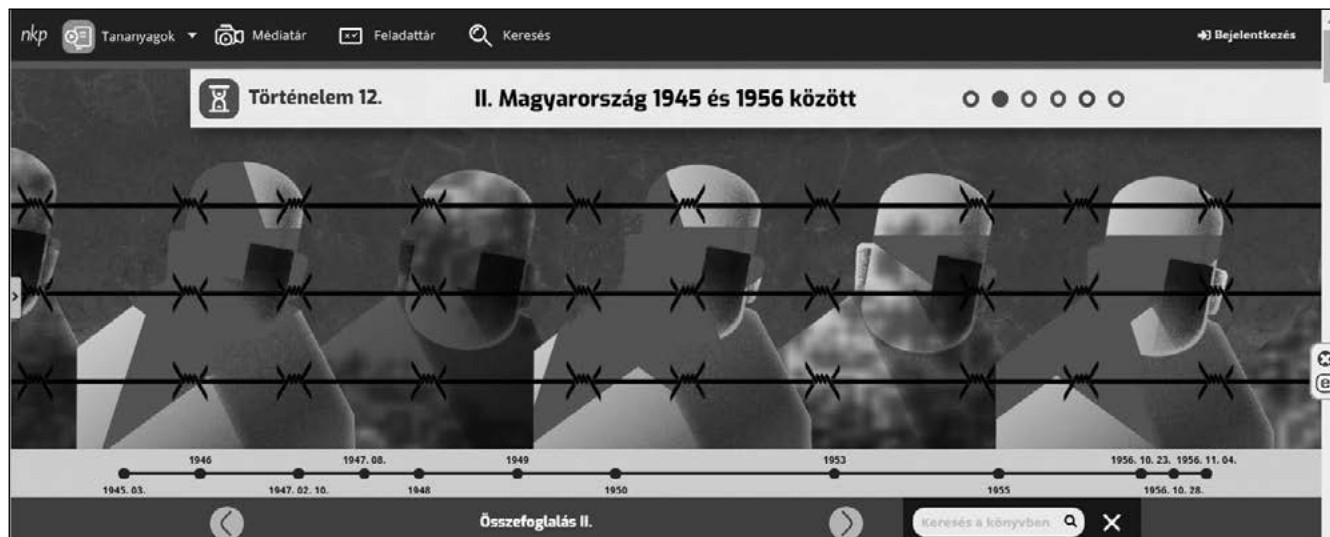 nkp Tananyagok Médiatár Feladattár Keresés Bejelentkezés
Történelem 12. II. Magyarország 1945 és 1956 között
1946 1947. 08. 1949 1953 1956. 10. 23. 1956. 11. 04.
1945. 03. 1947. 02. 10. 1948 1950 1955 1956. 10. 28.
Összefoglalás II. Keresés a könyvben